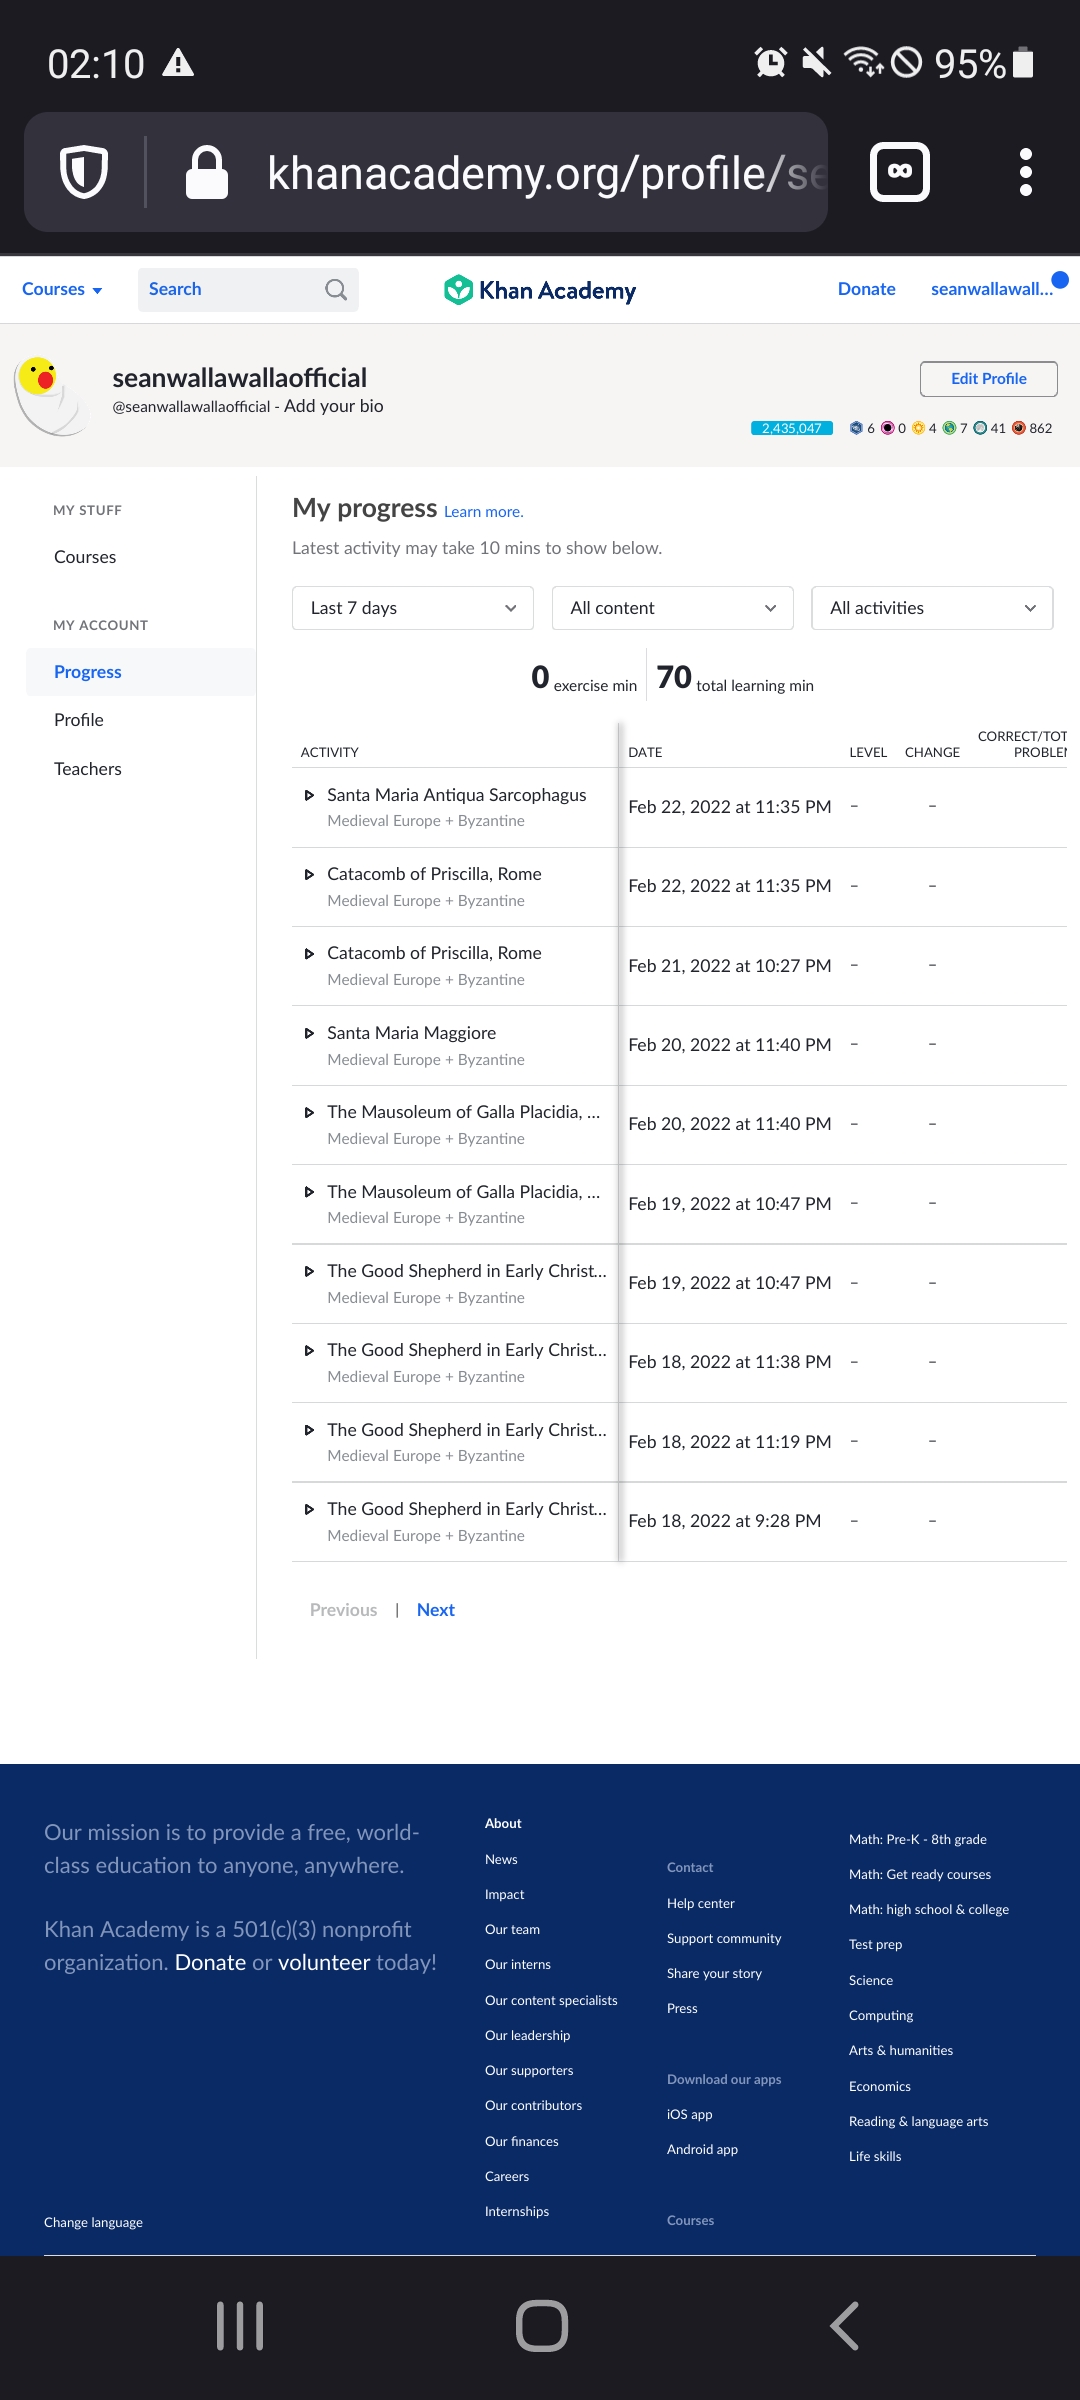 02:10
95%
khanacademy.org/profile/se
Courses
Search
Khan Academy
Donate
seanwallawall...
seanwallawallaofficial
@seanwallawallaofficial - Add your bio
Edit Profile
2,435,047 6 0 4 7 41 862
MY STUFF
Courses
MY ACCOUNT
Progress
Profile
Teachers
My progress Learn more.
Latest activity may take 10 mins to show below.
Last 7 days
All content
All activities
0 exercise min
70 total learning min
ACTIVITY DATE LEVEL CHANGE CORRECT/TOT
PROBLEM
Santa Maria Antiqua Sarcophagus
Medieval Europe + Byzantine
Feb 22, 2022 at 11:35 PM – –
Catacomb of Priscilla, Rome
Medieval Europe + Byzantine
Feb 22, 2022 at 11:35 PM – –
Catacomb of Priscilla, Rome
Medieval Europe + Byzantine
Feb 21, 2022 at 10:27 PM – –
Santa Maria Maggiore
Medieval Europe + Byzantine
Feb 20, 2022 at 11:40 PM – –
The Mausoleum of Galla Placidia, ...
Medieval Europe + Byzantine
Feb 20, 2022 at 11:40 PM – –
The Mausoleum of Galla Placidia, ...
Medieval Europe + Byzantine
Feb 19, 2022 at 10:47 PM – –
The Good Shepherd in Early Christ...
Medieval Europe + Byzantine
Feb 19, 2022 at 10:47 PM – –
The Good Shepherd in Early Christ...
Medieval Europe + Byzantine
Feb 18, 2022 at 11:38 PM – –
The Good Shepherd in Early Christ...
Medieval Europe + Byzantine
Feb 18, 2022 at 11:19 PM – –
The Good Shepherd in Early Christ...
Medieval Europe + Byzantine
Feb 18, 2022 at 9:28 PM – –
Previous | Next
Our mission is to provide a free, world-
class education to anyone, anywhere.
Khan Academy is a 501(c)(3) nonprofit
organization. Donate or volunteer today!
Change language
About
News
Impact
Our team
Our interns
Our content specialists
Our leadership
Our supporters
Our contributors
Our finances
Careers
Internships
Contact
Help center
Support community
Share your story
Press
Download our apps
iOS app
Android app
Courses
Math: Pre-K - 8th grade
Math: Get ready courses
Math: high school & college
Test prep
Science
Computing
Arts & humanities
Economics
Reading & language arts
Life skills